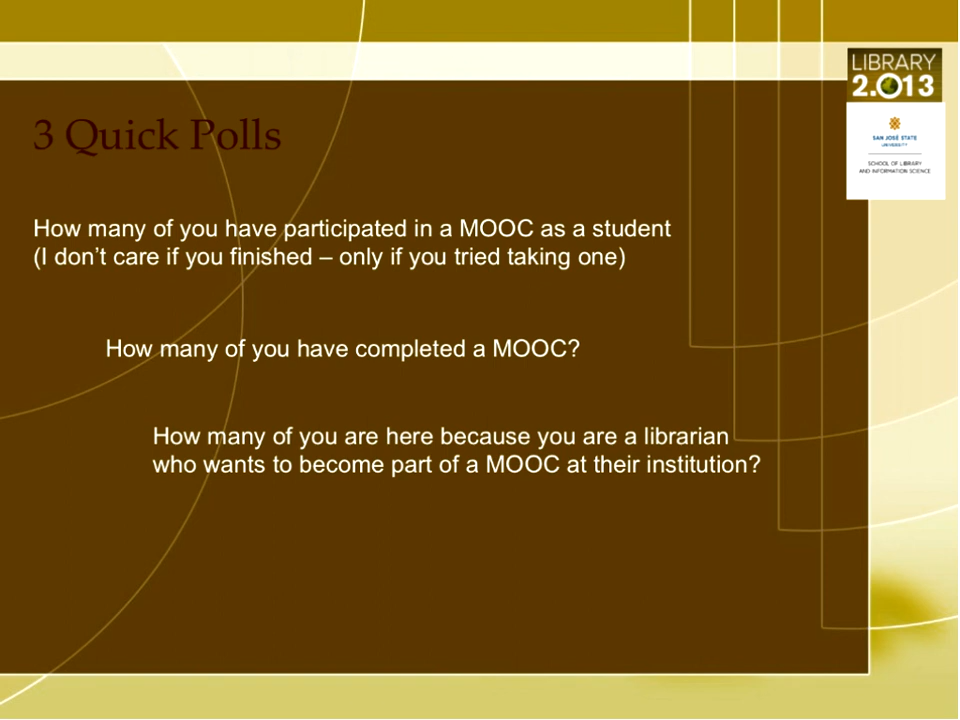 LIBRARY
2.013
SAN JOSÉ STATE
UNIVERSITY
SCHOOL OF LIBRARY
AND INFORMATION SCIENCE
3 Quick Polls
How many of you have participated in a MOOC as a student
(I don’t care if you finished – only if you tried taking one)
How many of you have completed a MOOC?
How many of you are here because you are a librarian
who wants to become part of a MOOC at their institution?